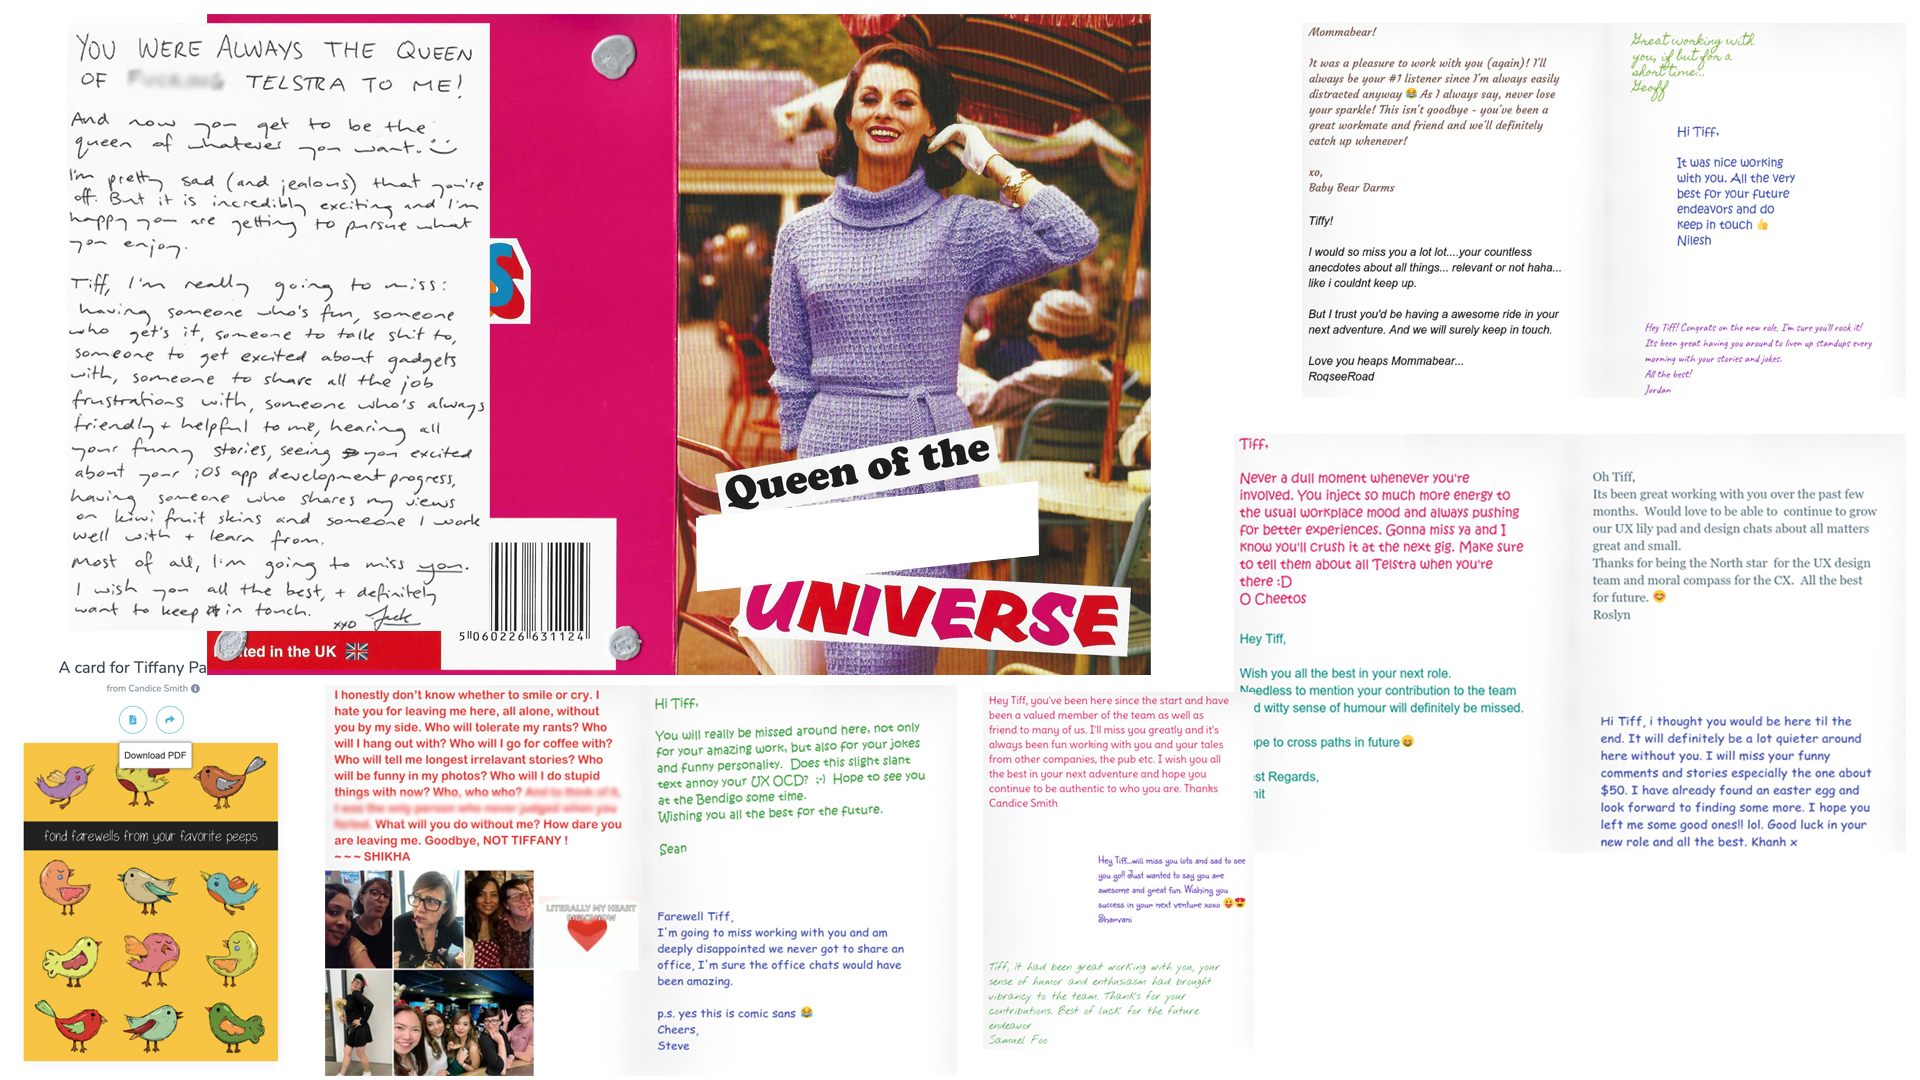 YOU WERE ALWAYS THE QUEEN
OF TELSTRA TO ME!
And now you get to be the
queen of whatever you want.
I'm pretty sad (and jealous) that you're
off. But it is incredibly exciting and I'm
happy you are getting to pursue what
you enjoy.
Tiff, I'm really going to miss:
having someone who's fun, someone
who get's it, someone to talk shit to,
someone to get excited about gadgets
with, someone to share all the job
frustrations with, someone who's always
friendly + helpful to me, hearing all
your funny stories, seeing you excited
about your iOS app development progress,
having someone who shares my views
on kiwi fruit skins and someone I work
well with + learn from.
Most of all, I'm going to miss you.
I wish you all the best, + definitely
want to keep in touch.
xxo Jack
S
5 060226 631124
ted in the UK
Queen of the
UNIVERSE
Mommabear!
It was a pleasure to work with you (again)! I'll
always be your #1 listener since I'm always easily
distracted anyway 😂 As I always say, never lose
your sparkle! This isn't goodbye - you've been a
great workmate and friend and we'll definitely
catch up whenever!
xo,
Baby Bear Darms
Tiffy!
I would so miss you a lot lot....your countless
anecdotes about all things... relevant or not haha...
like i couldnt keep up.
But I trust you'd be having a awesome ride in your
next adventure. And we will surely keep in touch.
Love you heaps Mommabear...
RoqseeRoad
Great working with
you, if but for a
short time...
Geoff
Hi Tiff,
It was nice working
with you. All the very
best for your future
endeavors and do
keep in touch 👍
Nilesh
Hey Tiff! Congrats on the new role, I'm sure you'll rock it!
Its been great having you around to liven up standups every
morning with your stories and jokes.
All the best!
Jordan
Tiff,
Never a dull moment whenever you're
involved. You inject so much more energy to
the usual workplace mood and always pushing
for better experiences. Gonna miss ya and I
know you'll crush it at the next gig. Make sure
to tell them about all Telstra when you're
there :D
O Cheetos
Hey Tiff,
Wish you all the best in your next role.
Needless to mention your contribution to the team
d witty sense of humour will definitely be missed.
ope to cross paths in future😄
st Regards,
nit
Oh Tiff,
Its been great working with you over the past few
months. Would love to be able to continue to grow
our UX lily pad and design chats about all matters
great and small.
Thanks for being the North star for the UX design
team and moral compass for the CX. All the best
for future. 😊
Roslyn
Hi Tiff, i thought you would be here til the
end. It will definitely be a lot quieter around
here without you. I will miss your funny
comments and stories especially the one about
$50. I have already found an easter egg and
look forward to finding some more. I hope you
left me some good ones!! lol. Good luck in your
new role and all the best. Khanh x
A card for Tiffany Pa
from Candice Smith
Download PDF
fond farewells from your favorite peeps
I honestly don't know whether to smile or cry. I
hate you for leaving me here, all alone, without
you by my side. Who will tolerate my rants? Who
will I hang out with? Who will I go for coffee with?
Who will tell me longest irrelavant stories? Who
will be funny in my photos? Who will I do stupid
things with now? Who, who who? And to think of it,
I was the only person who never judged when you
farted. What will you do without me? How dare you
are leaving me. Goodbye, NOT TIFFANY !
~ ~ ~ SHIKHA
LITERALLY MY HEART
RIGHT NOW
Hi Tiff,
You will really be missed around here, not only
for your amazing work, but also for your jokes
and funny personality. Does this slight slant
text annoy your UX OCD? ;-) Hope to see you
at the Bendigo some time.
Wishing you all the best for the future.
Sean
Farewell Tiff,
I'm going to miss working with you and am
deeply disappointed we never got to share an
office, I'm sure the office chats would have
been amazing.
p.s. yes this is comic sans 😂
Cheers,
Steve
Hey Tiff, you've been here since the start and have
been a valued member of the team as well as
friend to many of us. I'll miss you greatly and it's
always been fun working with you and your tales
from other companies, the pub etc. I wish you all
the best in your next adventure and hope you
continue to be authentic to who you are. Thanks
Candice Smith
Hey Tiff...will miss you lots and sad to see
you go!! Just wanted to say you are
awesome and great fun. Wishing you
success in your next venture xoxo 😛😍
Sharvani
Tiff, it had been great working with you, your
sense of humor and enthusiasm had brought
vibrancy to the team. Thanks for your
contributions. Best of luck for the future
endeavor
Samuel Foo